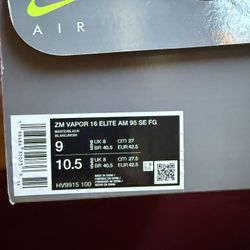 AIR
ZM VAPOR 16 ELITE AM 95 SE FG
WHITE/BLACK
BLANC/NOIR
9
UK 8
cm 27
BR 40.5
EUR 42.5
10.5
UK 8
cm 27.5
BR 40.5
EUR 42.5
HV9915 100